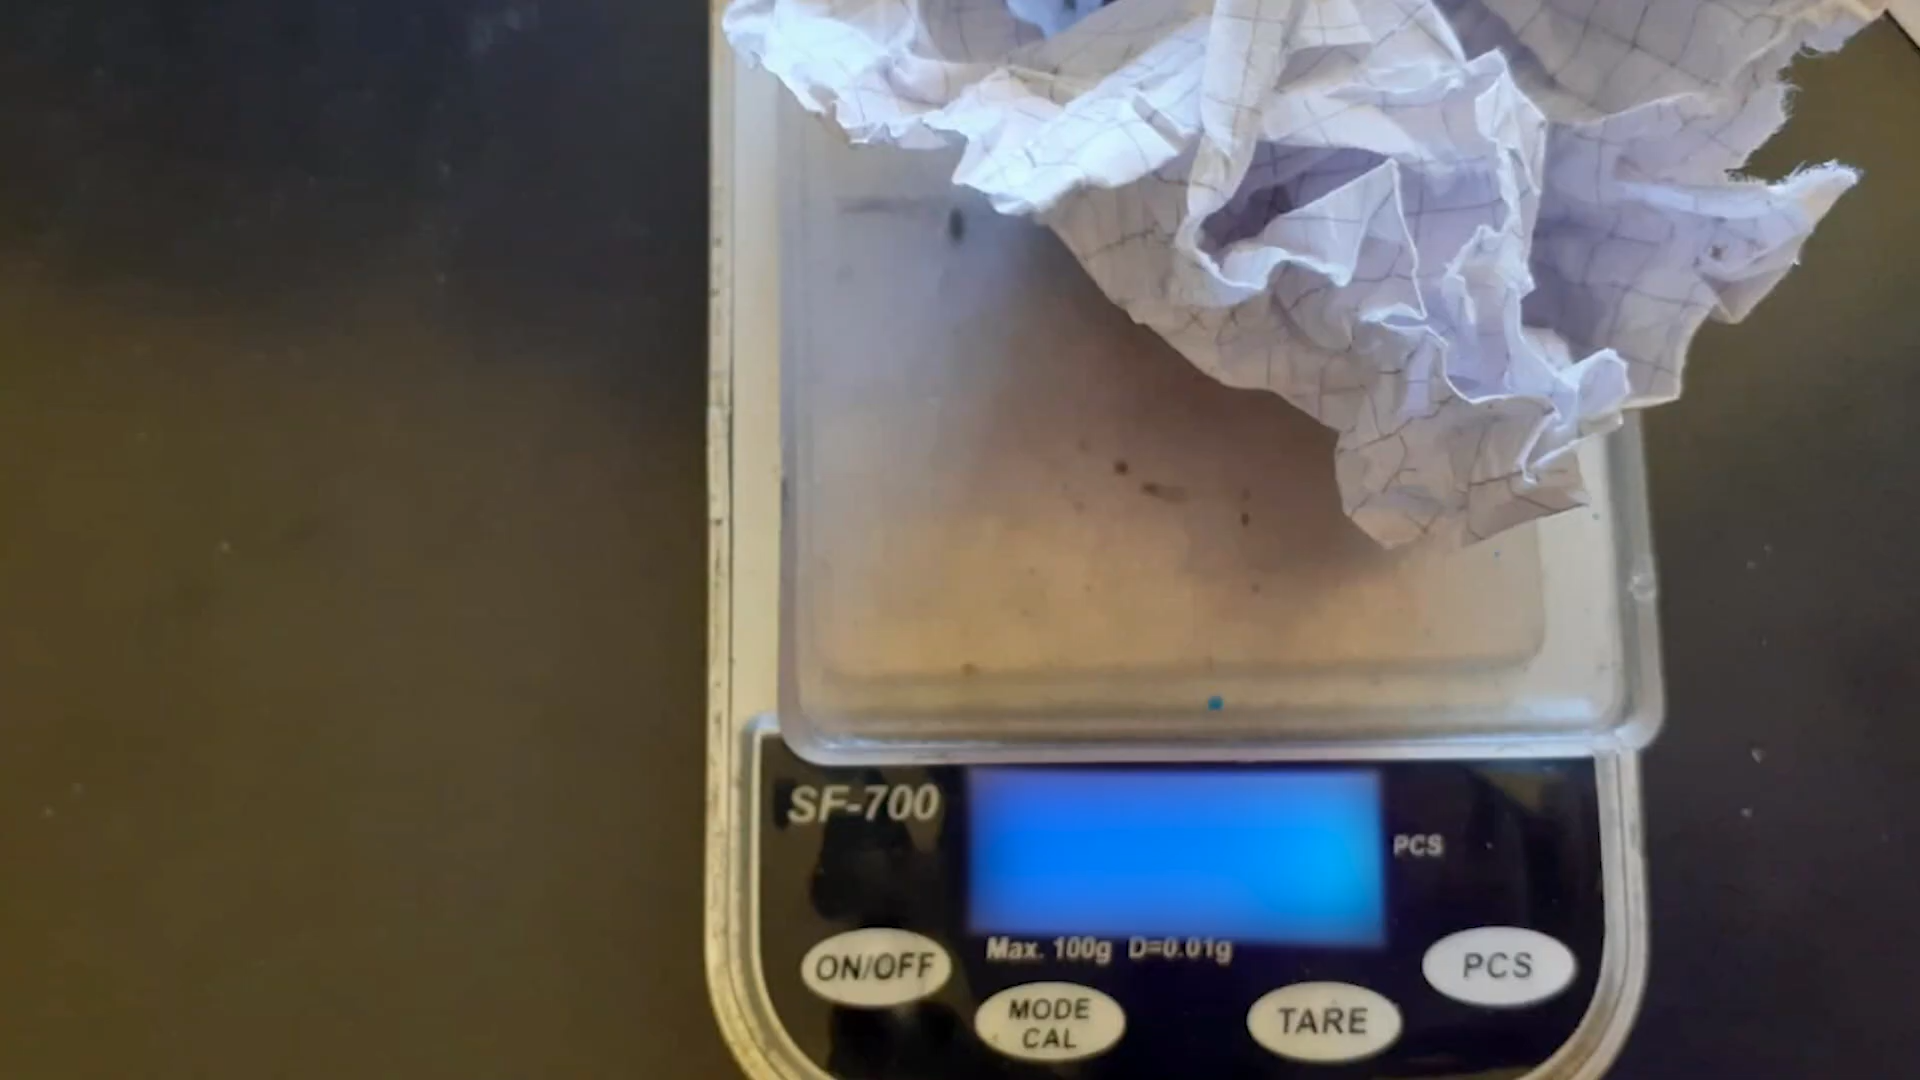 SF-700
PCS
Max. 100g D=0.01g
ON/OFF
PCS
MODE
CAL
TARE